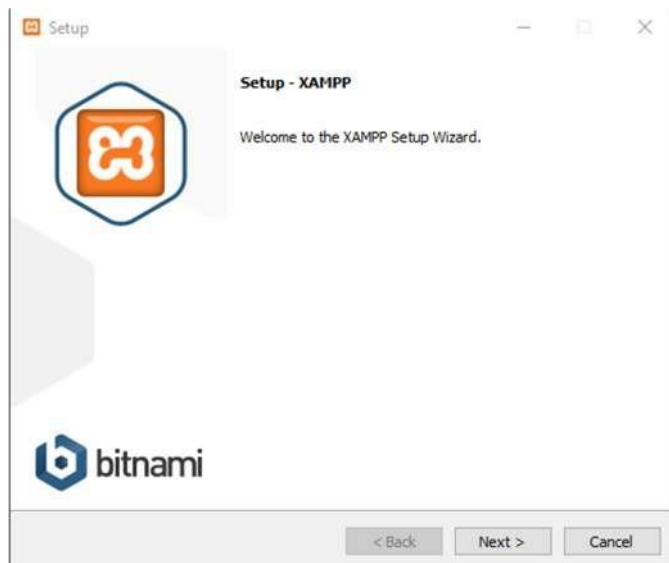 Setup
Setup - XAMPP
Welcome to the XAMPP Setup Wizard.
bitnami
< Back Next > Cancel